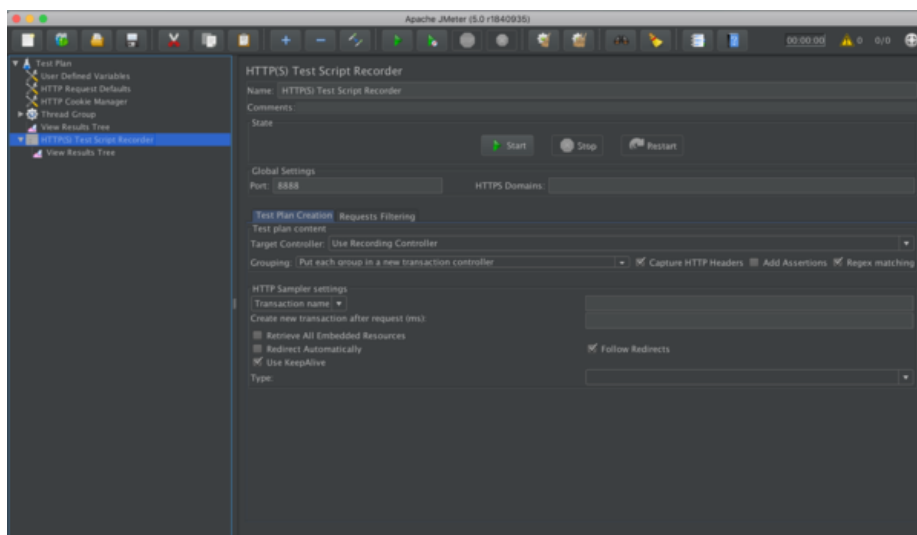 Apache JMeter (5.0 r1840935)
00:00:00 0 0/0
Test Plan
User Defined Variables
HTTP Request Defaults
HTTP Cookie Manager
Thread Group
View Results Tree
HTTP(S) Test Script Recorder
View Results Tree
HTTP(S) Test Script Recorder
Name: HTTP(S) Test Script Recorder
Comments:
State
Start Stop Restart
Global Settings
Port: 8888 HTTPS Domains:
Test Plan Creation Requests Filtering
Test plan content
Target Controller: Use Recording Controller
Grouping: Put each group in a new transaction controller Capture HTTP Headers Add Assertions Regex matching
HTTP Sampler settings
Transaction name
Create new transaction after request (ms):
Retrieve All Embedded Resources
Redirect Automatically Follow Redirects
Use KeepAlive
Type: